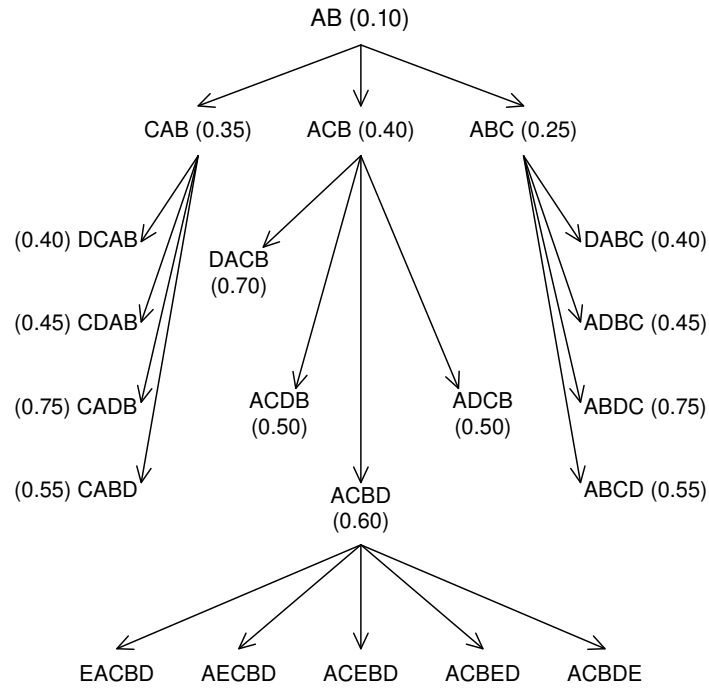 AB (0.10)
CAB (0.35) ACB (0.40) ABC (0.25)
(0.40) DCAB
DACB
(0.70)
DABC (0.40)
(0.45) CDAB
ADBC (0.45)
(0.75) CADB
ACDB
(0.50)
ADCB
(0.50)
ABDC (0.75)
(0.55) CABD
ACBD
(0.60)
ABCD (0.55)
EACBD AECBD ACEBD ACBED ACBDE